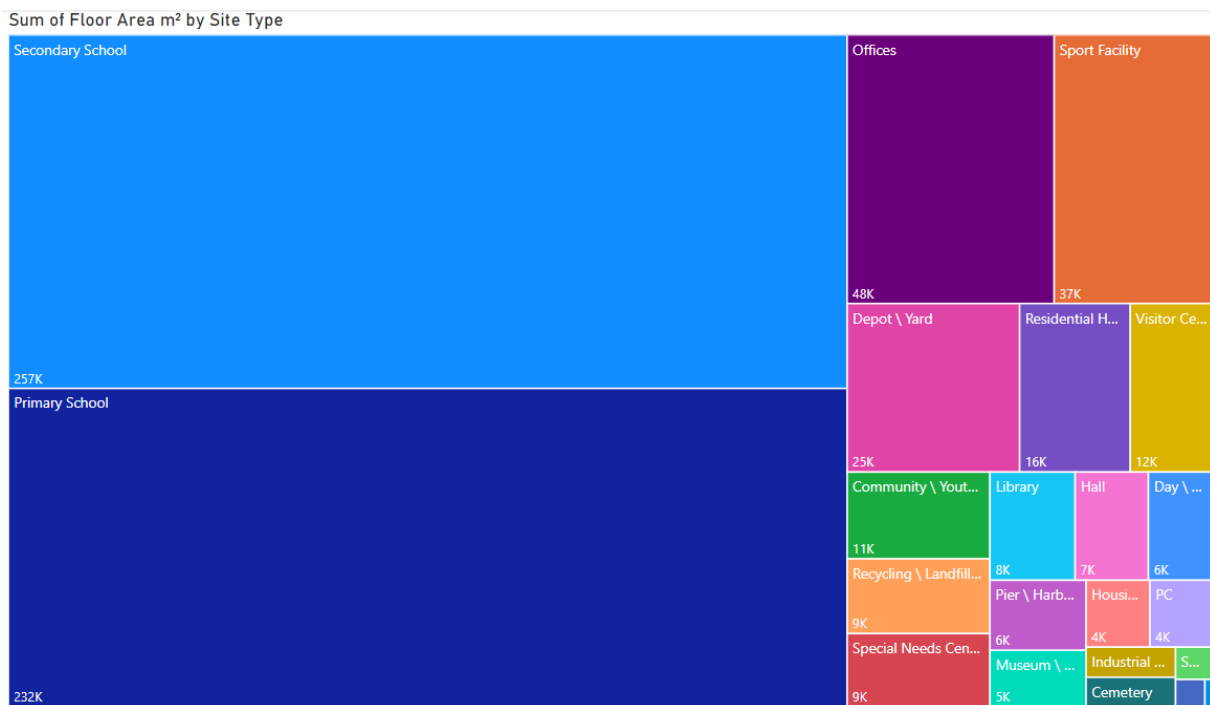 Sum of Floor Area m² by Site Type
Secondary School
257K
Primary School
232K
Offices
48K
Sport Facility
37K
Depot \ Yard
25K
Residential H...
16K
Visitor Ce...
12K
Community \ Yout...
11K
Recycling \ Landfill...
9K
Special Needs Cen...
9K
Library
8K
Hall
7K
Day \ ...
6K
Pier \ Harb...
6K
Housi...
4K
PC
4K
Museum \ ...
5K
Industrial ...
S...
Cemetery